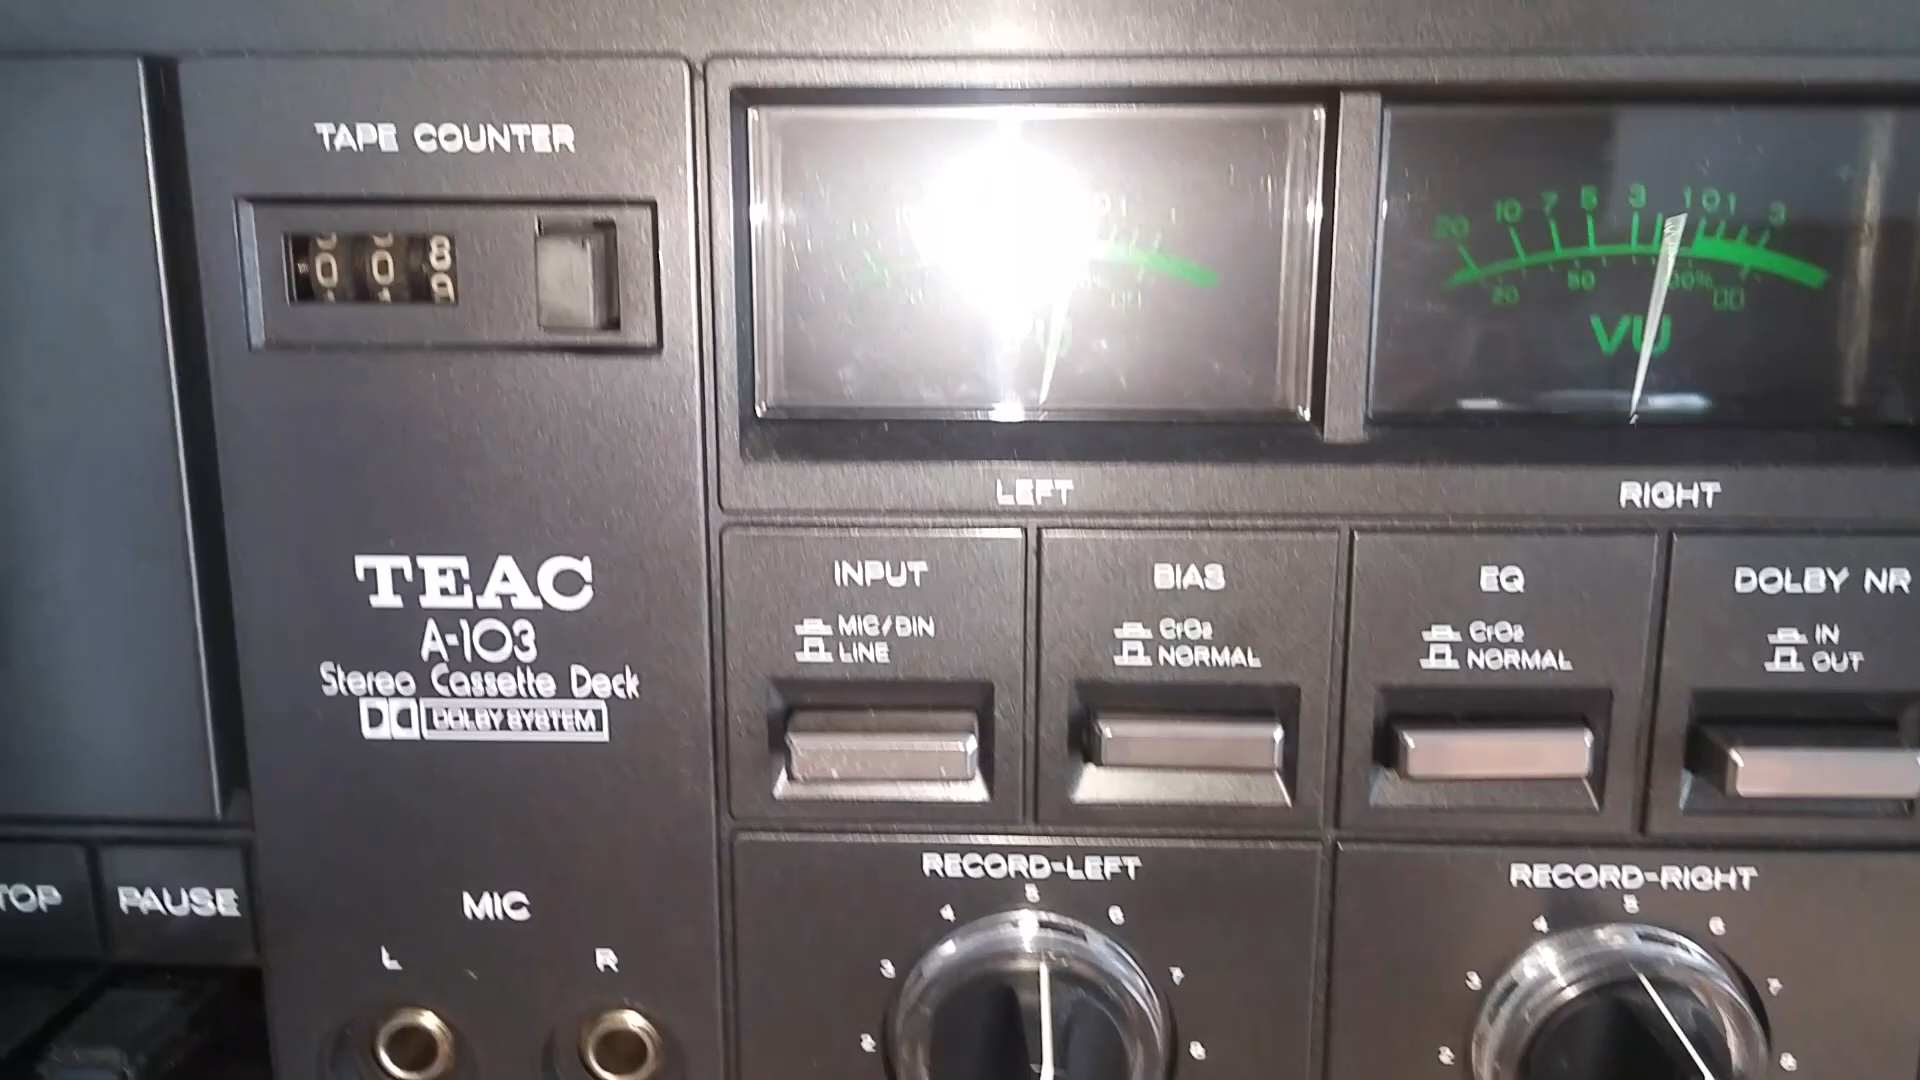 TAPE COUNTER
0 0 8
20 10 7 5 3 1 0 1 3
20 50 100%
VU
LEFT
RIGHT
TEAC
A-103
Stereo Cassette Deck
DOLBY SYSTEM
INPUT
MIC/DIN
LINE
BIAS
CrO2
NORMAL
EQ
CrO2
NORMAL
DOLBY NR
IN
OUT
PAUSE
MIC
L R
RECORD-LEFT
2 3 4 5 6 7 8
RECORD-RIGHT
2 3 4 5 6 7 8